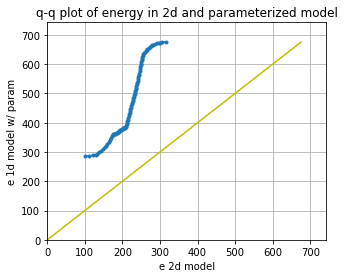 q-q plot of energy in 2d and parameterized model
700
600
500
400
300
200
100
0
e 1d model w/ param
0 100 200 300 400 500 600 700
e 2d model